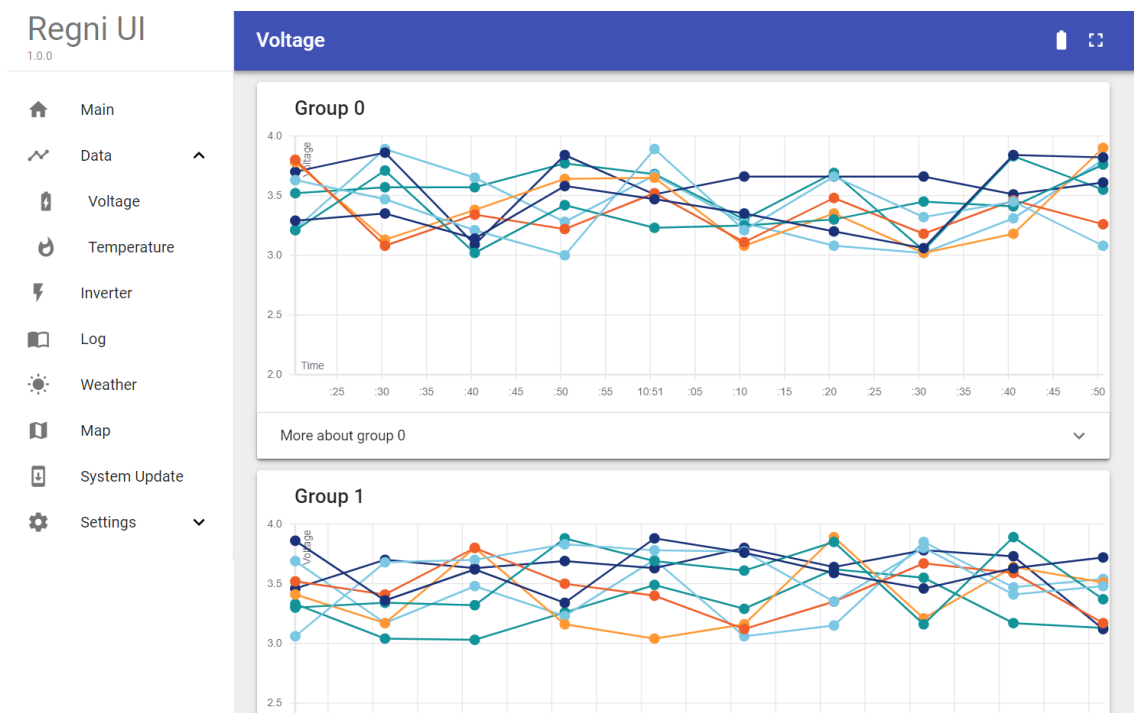 Regni UI
1.0.0
Main
Data
Voltage
Temperature
Inverter
Log
Weather
Map
System Update
Settings
Voltage
Group 0
4.0
3.5
3.0
2.5
2.0
Voltage
Time
:25 :30 :35 :40 :45 :50 :55 10:51 :05 :10 :15 :20 :25 :30 :35 :40 :45 :50
More about group 0
Group 1
4.0
3.5
3.0
2.5
Voltage